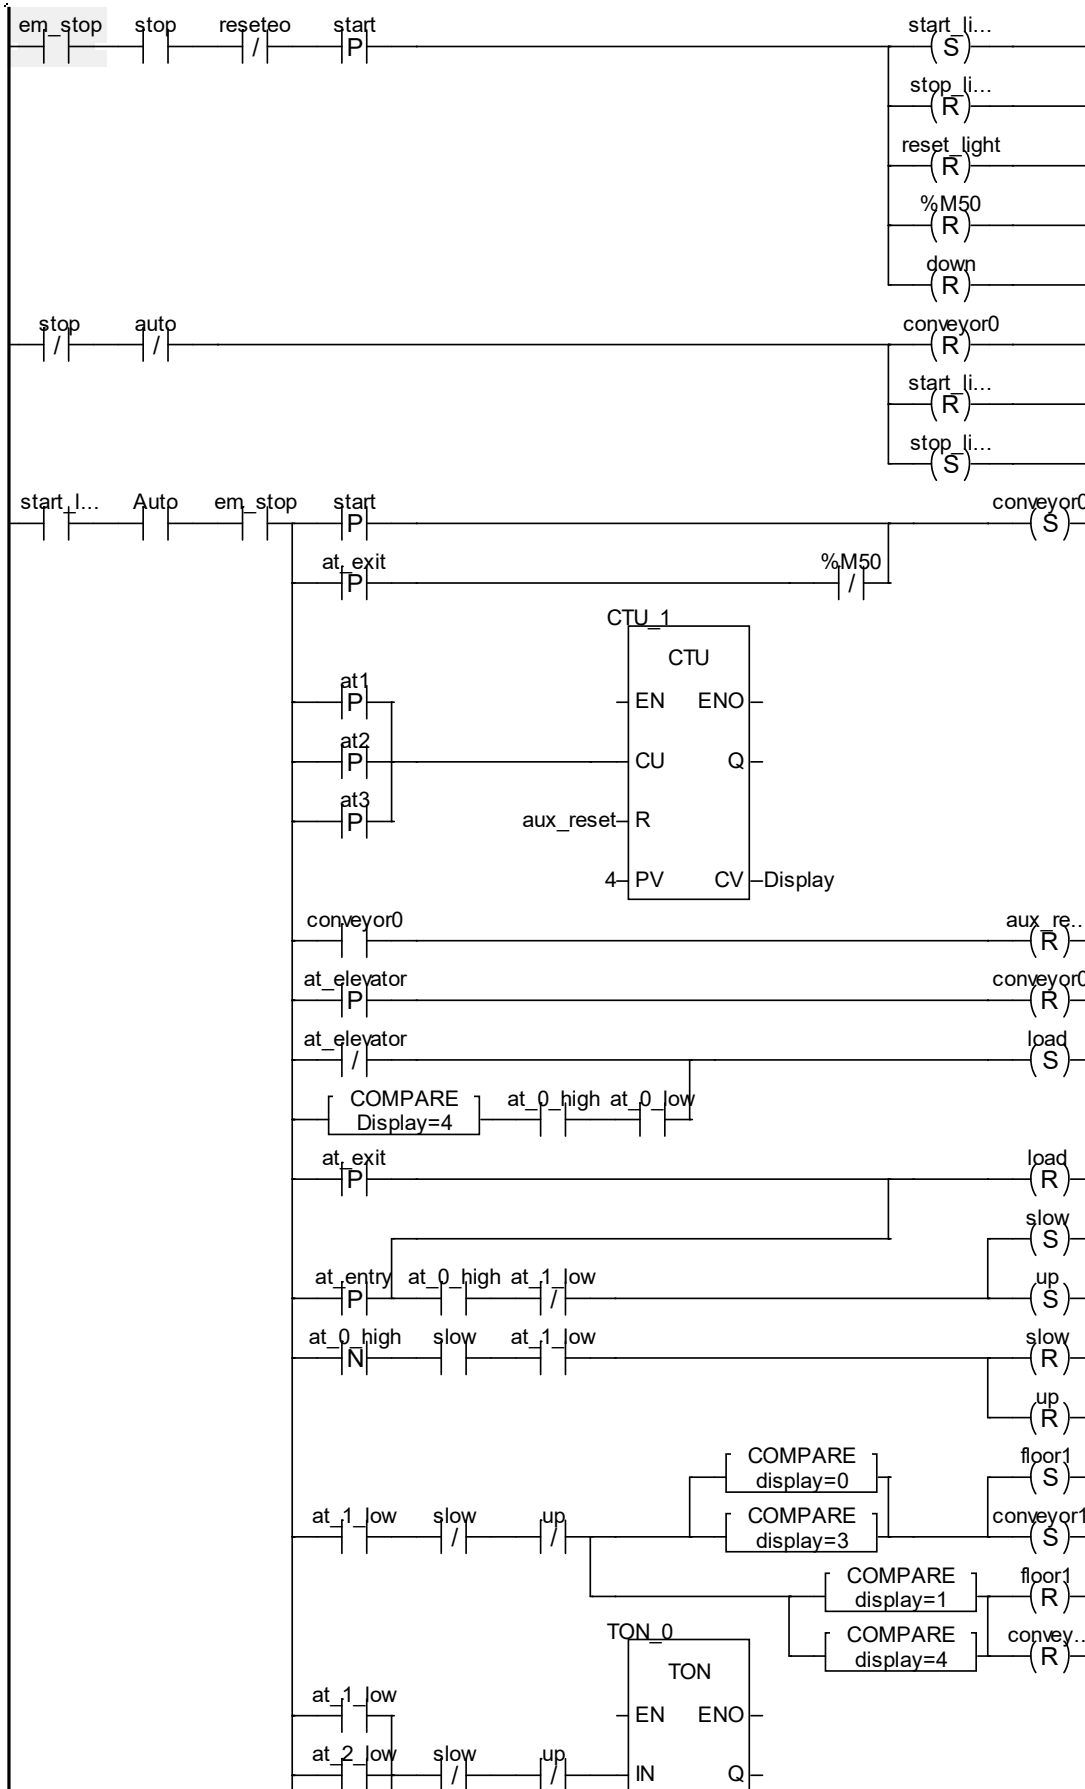 em_stop stop reseteo start start_li...
/ P S
stop_li...
R
reset_light
R
%M50
R
down
R
stop auto conveyor0
/ / R
start_li...
R
stop_li...
S
start_l... Auto em_stop start conveyor0
P S
at_exit %M50
P /
CTU_1
CTU
at1
P EN ENO
at2
P CU Q
at3
P aux_reset R
4 PV CV Display
conveyor0 aux_re...
R
at_elevator conveyor0
P R
at_elevator load
/ S
COMPARE at_0_high at_0_low
Display=4
at_exit load
P R
slow
S
at_entry at_0_high at_1_low up
P / S
at_0_high slow at_1_low slow
N R
up
R
COMPARE floor1
display=0 S
at_1_low slow up COMPARE conveyor1
/ / display=3 S
COMPARE floor1
display=1 R
TON_0 COMPARE convey...
display=4 R
TON
at_1_low
EN ENO
at_2_low slow up
/ / IN Q